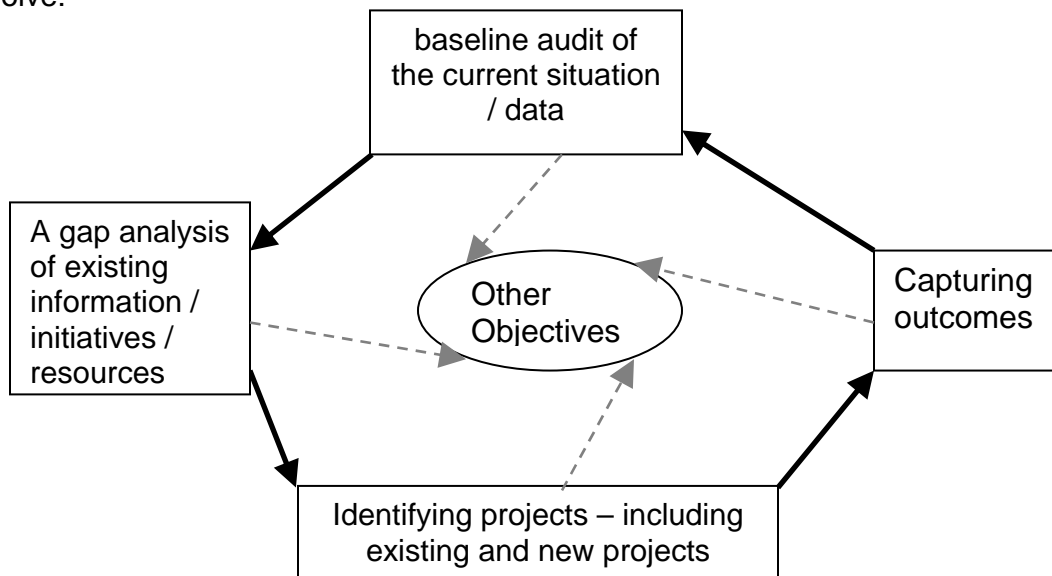 baseline audit of
the current situation
/ data
A gap analysis
of existing
information /
initiatives /
resources
Other
Objectives
Capturing
outcomes
Identifying projects – including
existing and new projects